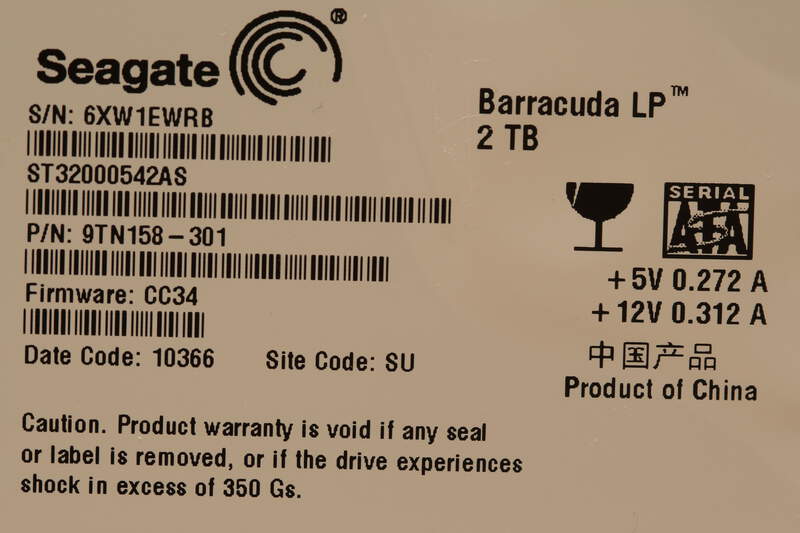 Seagate®
S/N: 6XW1EWRB
ST32000542AS
P/N: 9TN158-301
Firmware: CC34
Date Code: 10366 Site Code: SU
Barracuda LP™
2 TB
SERIAL
ATA
+5V 0.272 A
+12V 0.312 A
中国产品
Product of China
Caution. Product warranty is void if any seal
or label is removed, or if the drive experiences
shock in excess of 350 Gs.